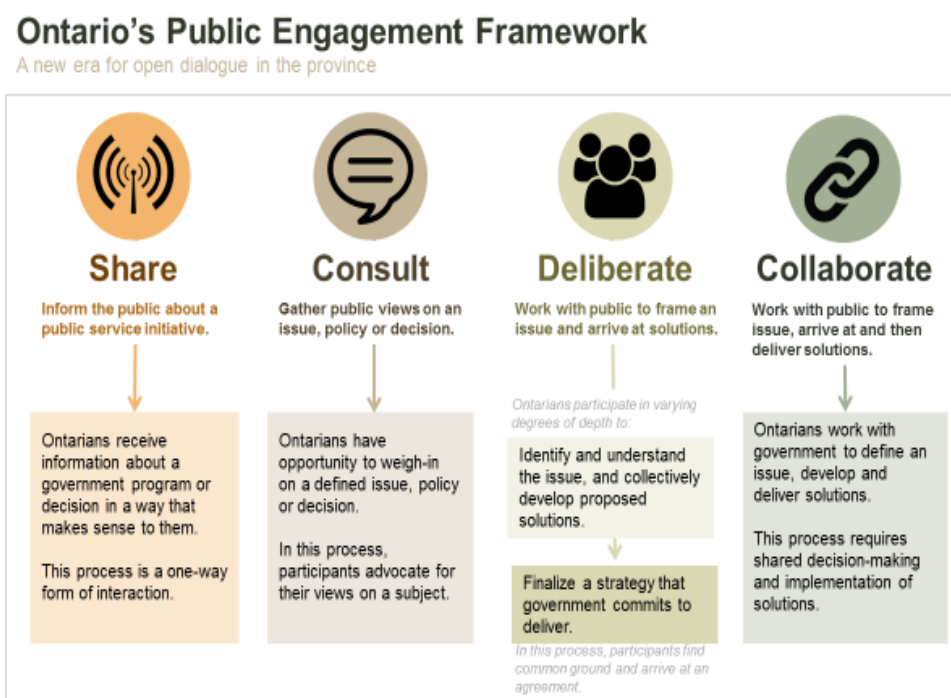 Ontario's Public Engagement Framework
A new era for open dialogue in the province
Share
Inform the public about a
public service initiative.
Ontarians receive
information about a
government program or
decision in a way that
makes sense to them.
This process is a one-way
form of interaction.
Consult
Gather public views on an
issue, policy or decision.
Ontarians have
opportunity to weigh-in
on a defined issue, policy
or decision.
In this process,
participants advocate for
their views on a subject.
Deliberate
Work with public to frame an
issue and arrive at solutions.
Ontarians participate in varying
degrees of depth to:
Identify and understand
the issue, and collectively
develop proposed
solutions.
Finalize a strategy that
government commits to
deliver.
In this process, participants find
common ground and arrive at an
agreement.
Collaborate
Work with public to frame
issue, arrive at and then
deliver solutions.
Ontarians work with
government to define an
issue, develop and
deliver solutions.
This process requires
shared decision-making
and implementation of
solutions.